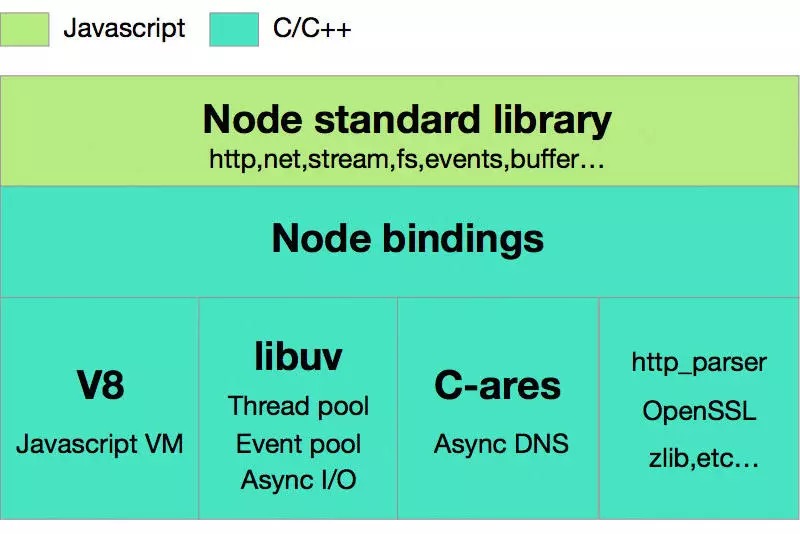 Javascript
C/C++
Node standard library
http,net,stream,fs,events,buffer...
Node bindings
V8
Javascript VM
libuv
Thread pool
Event pool
Async I/O
C-ares
Async DNS
http_parser
OpenSSL
zlib,etc...